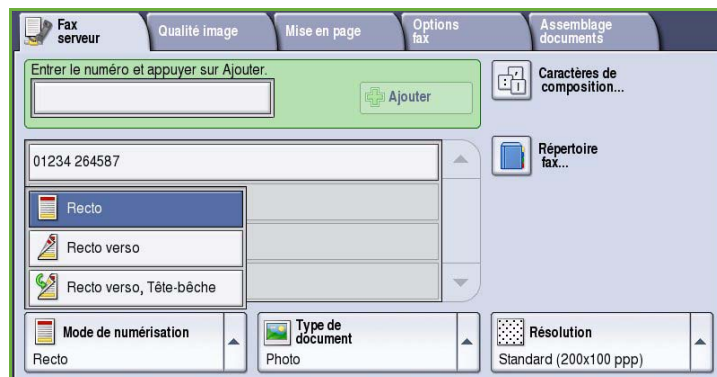 Fax
serveur
Qualité image
Mise en page
Options
fax
Assemblage
documents
Entrer le numéro et appuyer sur Ajouter.
Ajouter
Caractères de
composition...
01234 264587
Répertoire
fax...
Recto
Recto verso
Recto verso, Tête-bêche
Mode de numérisation
Recto
Type de
document
Photo
Résolution
Standard (200x100 ppp)